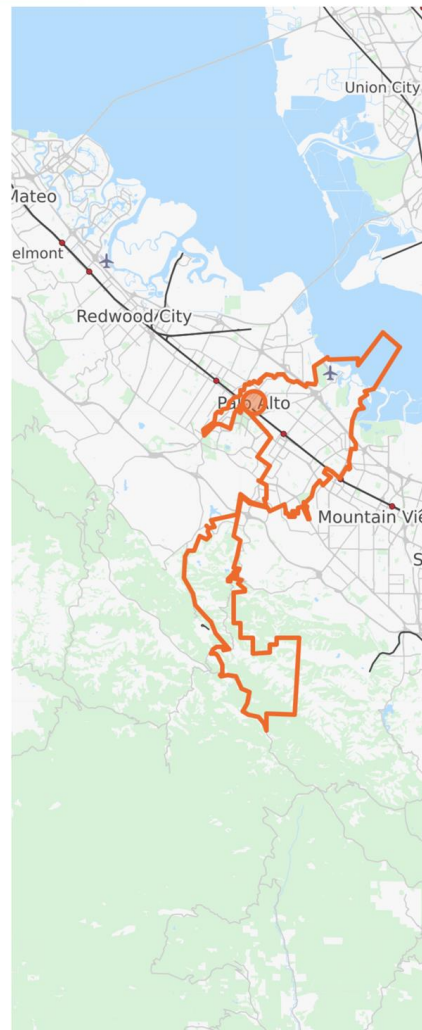 Union City
Mateo
elmont
Redwood City
Palo Alto
Mountain Vie
S